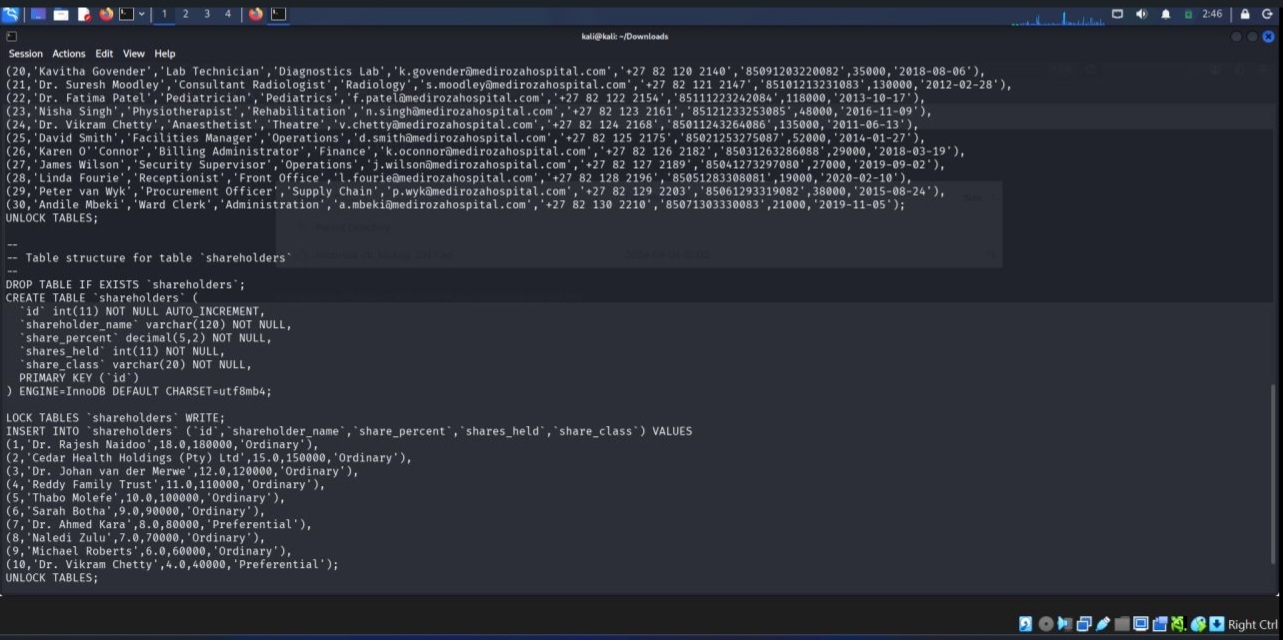 1 2 3 4
2:46
kali@kali: ~/Downloads
Session Actions Edit View Help
(20,'Kavitha Govender','Lab Technician','Diagnostics Lab','k.govender@medirozahospital.com','+27 82 120 2140','85091203220082',35000,'2018-08-06'),
(21,'Dr. Suresh Moodley','Consultant Radiologist','Radiology','s.moodley@medirozahospital.com','+27 82 121 2147','85101213231083',130000,'2012-02-28'),
(22,'Dr. Fatima Patel','Pediatrician','Pediatrics','f.patel@medirozahospital.com','+27 82 122 2154','85111223242084',118000,'2013-10-17'),
(23,'Nisha Singh','Physiotherapist','Rehabilitation','n.singh@medirozahospital.com','+27 82 123 2161','85121233253085',48000,'2016-11-09'),
(24,'Dr. Vikram Chetty','Anaesthetist','Theatre','v.chetty@medirozahospital.com','+27 82 124 2168','85011243264086',135000,'2011-06-13'),
(25,'David Smith','Facilities Manager','Operations','d.smith@medirozahospital.com','+27 82 125 2175','85021253275087',52000,'2014-01-27'),
(26,'Karen O''Connor','Billing Administrator','Finance','k.oconnor@medirozahospital.com','+27 82 126 2182','85031263286088',29000,'2018-03-19'),
(27,'James Wilson','Security Supervisor','Operations','j.wilson@medirozahospital.com','+27 82 127 2189','85041273297080',27000,'2019-09-02'),
(28,'Linda Fourie','Receptionist','Front Office','l.fourie@medirozahospital.com','+27 82 128 2196','85051283308081',19000,'2020-02-10'),
(29,'Peter van Wyk','Procurement Officer','Supply Chain','p.wyk@medirozahospital.com','+27 82 129 2203','85061293319082',38000,'2015-08-24'),
(30,'Andile Mbeki','Ward Clerk','Administration','a.mbeki@medirozahospital.com','+27 82 130 2210','85071303330083',21000,'2019-11-05');
UNLOCK TABLES;
--
-- Table structure for table `shareholders`
--
DROP TABLE IF EXISTS `shareholders`;
CREATE TABLE `shareholders` (
`id` int(11) NOT NULL AUTO_INCREMENT,
`shareholder_name` varchar(120) NOT NULL,
`share_percent` decimal(5,2) NOT NULL,
`shares_held` int(11) NOT NULL,
`share_class` varchar(20) NOT NULL,
PRIMARY KEY (`id`)
) ENGINE=InnoDB DEFAULT CHARSET=utf8mb4;
LOCK TABLES `shareholders` WRITE;
INSERT INTO `shareholders` (`id`,`shareholder_name`,`share_percent`,`shares_held`,`share_class`) VALUES
(1,'Dr. Rajesh Naidoo',18.0,180000,'Ordinary'),
(2,'Cedar Health Holdings (Pty) Ltd',15.0,150000,'Ordinary'),
(3,'Dr. Johan van der Merwe',12.0,120000,'Ordinary'),
(4,'Reddy Family Trust',11.0,110000,'Ordinary'),
(5,'Thabo Molefe',10.0,100000,'Ordinary'),
(6,'Sarah Botha',9.0,90000,'Ordinary'),
(7,'Dr. Ahmed Kara',8.0,80000,'Preferential'),
(8,'Naledi Zulu',7.0,70000,'Ordinary'),
(9,'Michael Roberts',6.0,60000,'Ordinary'),
(10,'Dr. Vikram Chetty',4.0,40000,'Preferential');
UNLOCK TABLES;
Right Ctrl